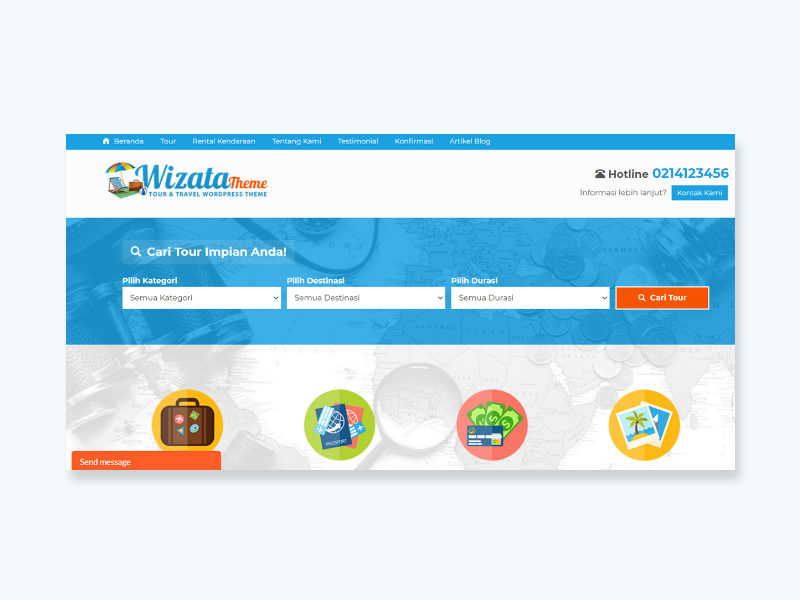 Beranda Tour Rental Kendaraan Tentang Kami Testimonial Konfirmasi Artikel Blog
Wizata Theme
TOUR & TRAVEL WORDPRESS THEME
Hotline 0214123456
Informasi lebih lanjut? Kontak Kami
Cari Tour Impian Anda!
Pilih Kategori Pilih Destinasi Pilih Durasi
Semua Kategori Semua Destinasi Semua Durasi Cari Tour
PASSPORT
Send message